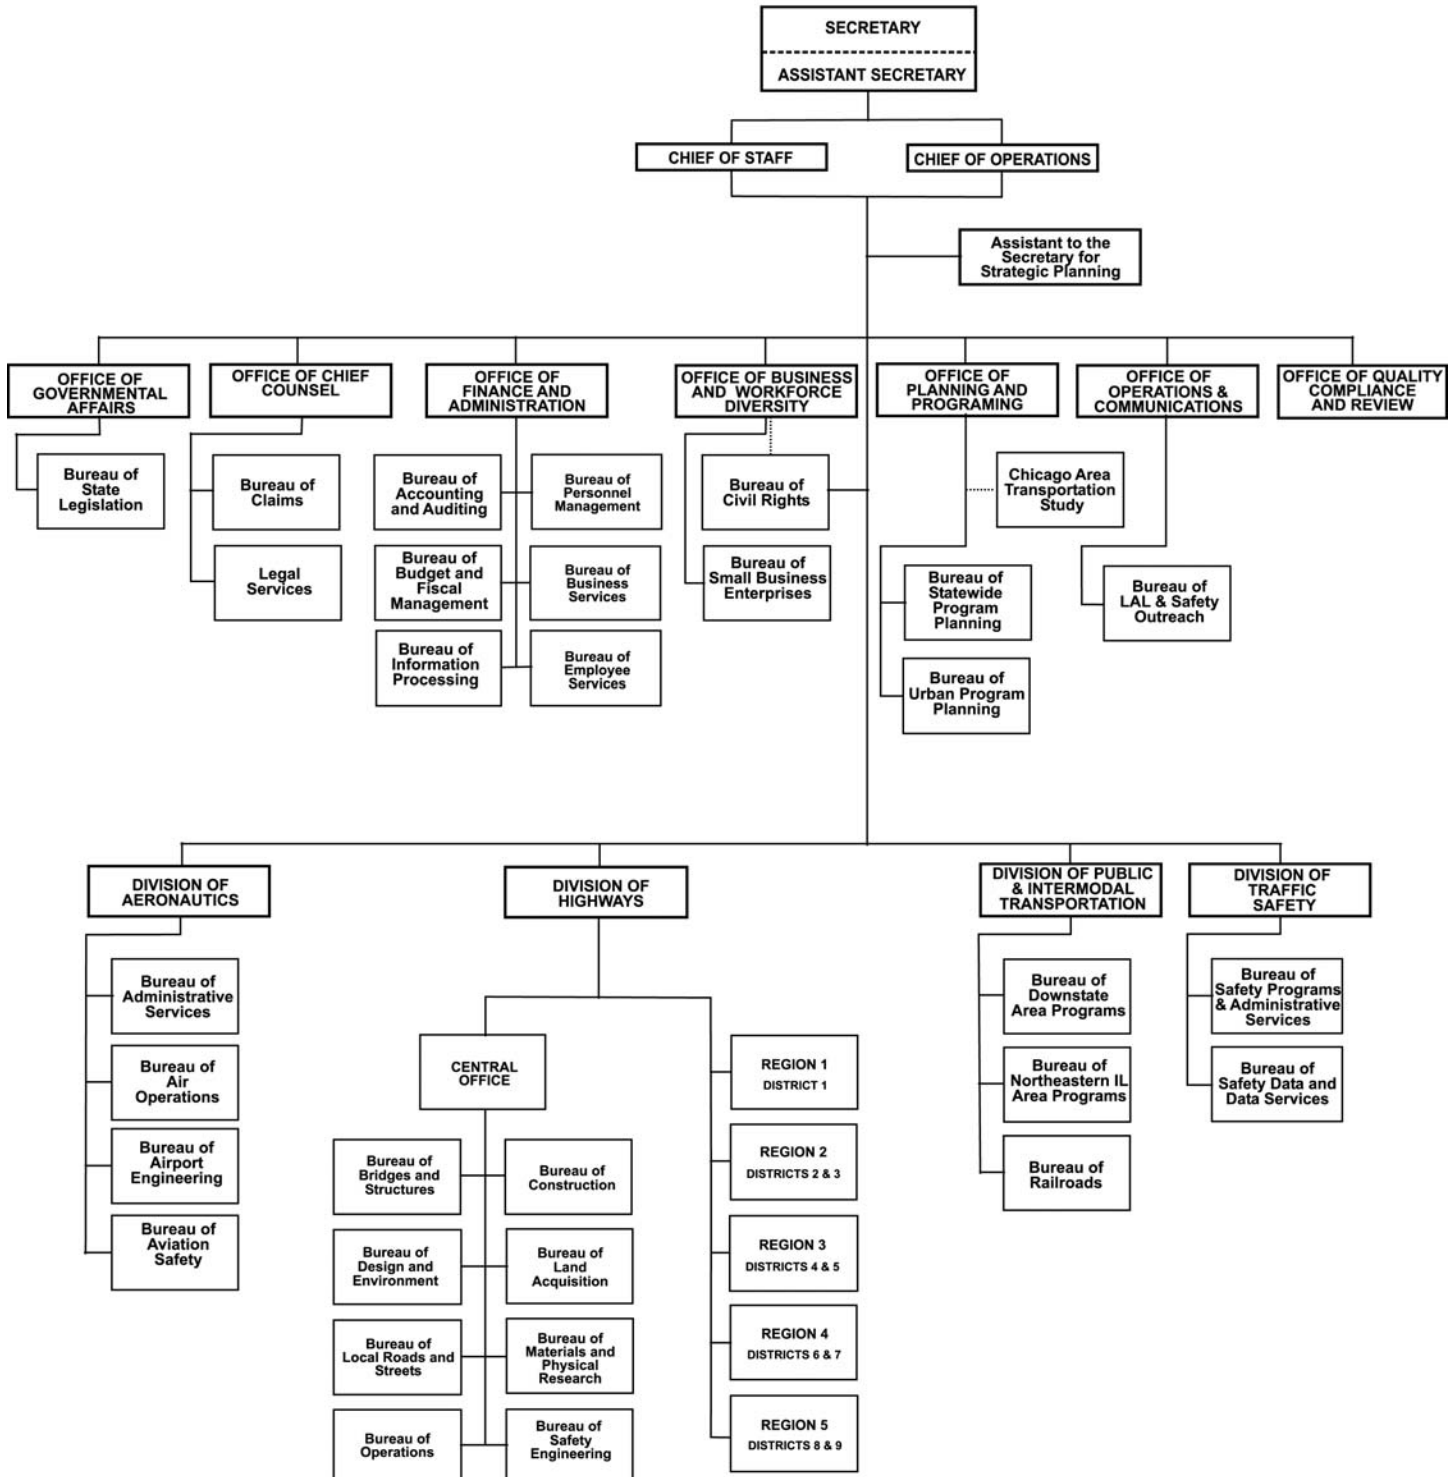 SECRETARY
ASSISTANT SECRETARY
CHIEF OF STAFF
CHIEF OF OPERATIONS
Assistant to the
Secretary for
Strategic Planning
OFFICE OF
GOVERNMENTAL
AFFAIRS
OFFICE OF CHIEF
COUNSEL
OFFICE OF
FINANCE AND
ADMINISTRATION
OFFICE OF BUSINESS
AND WORKFORCE
DIVERSITY
OFFICE OF
PLANNING AND
PROGRAMING
OFFICE OF
OPERATIONS &
COMMUNICATIONS
OFFICE OF QUALITY
COMPLIANCE
AND REVIEW
Bureau of
State
Legislation
Bureau of
Claims
Legal
Services
Bureau of
Accounting
and Auditing
Bureau of
Personnel
Management
Bureau of
Budget and
Fiscal
Management
Bureau of
Business
Services
Bureau of
Information
Processing
Bureau of
Employee
Services
Bureau of
Civil Rights
Bureau of
Small Business
Enterprises
Chicago Area
Transportation
Study
Bureau of
Statewide
Program
Planning
Bureau of
Urban Program
Planning
Bureau of
LAL & Safety
Outreach
DIVISION OF
AERONAUTICS
DIVISION OF
HIGHWAYS
DIVISION OF PUBLIC
& INTERMODAL
TRANSPORTATION
DIVISION OF
TRAFFIC
SAFETY
Bureau of
Administrative
Services
Bureau of
Air
Operations
Bureau of
Airport
Engineering
Bureau of
Aviation
Safety
CENTRAL
OFFICE
Bureau of
Bridges and
Structures
Bureau of
Construction
Bureau of
Design and
Environment
Bureau of
Land
Acquisition
Bureau of
Local Roads and
Streets
Bureau of
Materials and
Physical
Research
Bureau of
Operations
Bureau of
Safety
Engineering
REGION 1
DISTRICT 1
REGION 2
DISTRICTS 2 & 3
REGION 3
DISTRICTS 4 & 5
REGION 4
DISTRICTS 6 & 7
REGION 5
DISTRICTS 8 & 9
Bureau of
Downstate
Area Programs
Bureau of
Northeastern IL
Area Programs
Bureau of
Railroads
Bureau of
Safety Programs
& Administrative
Services
Bureau of
Safety Data and
Data Services